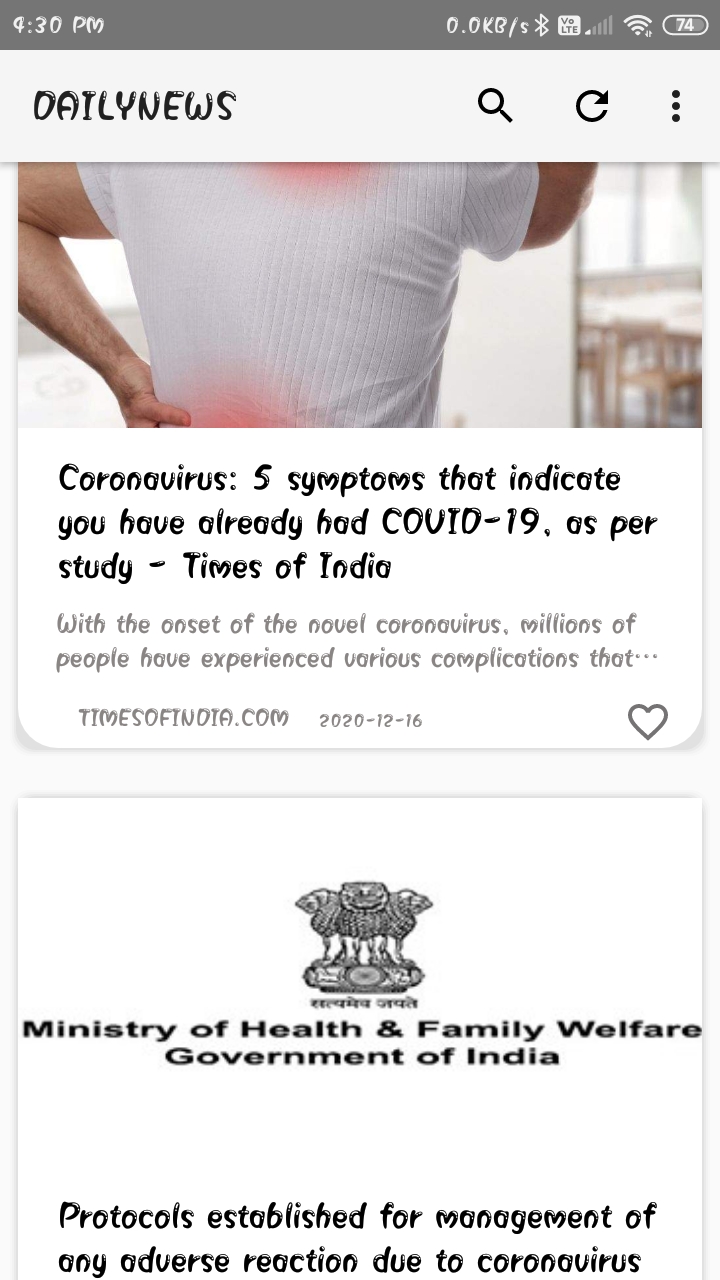 4:30 PM 0.0KB/s Vo LTE 74
DAILYNEWS
Coronavirus: 5 symptoms that indicate
you have already had COVID-19, as per
study - Times of India
With the onset of the novel coronavirus, millions of
people have experienced various complications that...
TIMESOFINDIA.COM 2020-12-16
सत्यमेव जयते
Ministry of Health & Family Welfare
Government of India
Protocols established for management of
any adverse reaction due to coronavirus